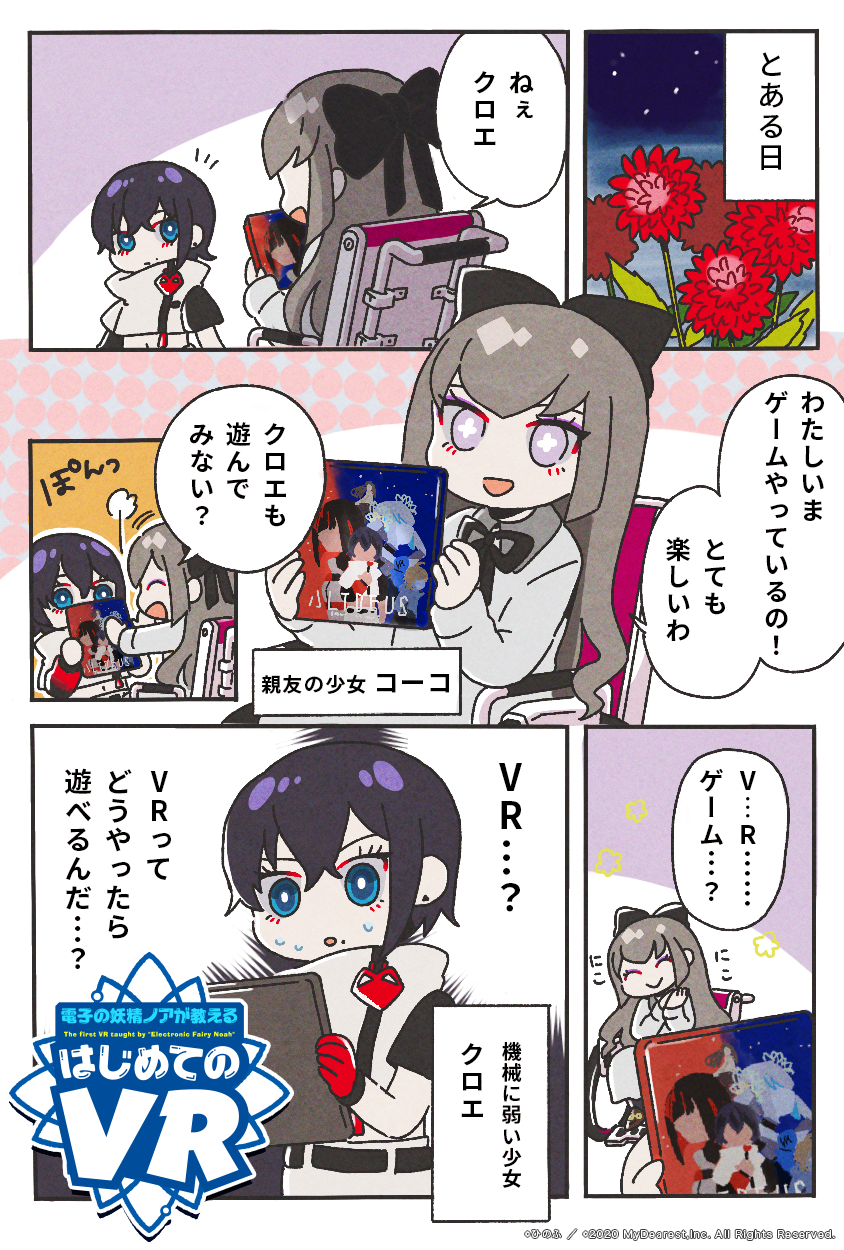 とある日
ねぇ
クロエ
わたしいま
ゲームやっているの！
とても
楽しいわ
クロエも
遊んで
みない？
親友の少女 コーコ
ぽんっ
ALTDEUS
V…R……
ゲーム…？
にこ
にこ
VR…？
VRって
どうやったら
遊べるんだ…？
機械に弱い少女
クロエ
電子の妖精ノアが教える
The first VR taught by "Electronic Fairy Noah"
はじめての
VR
©ひのふ ／ ©2020 MyDearest,Inc. All Rights Reserved.